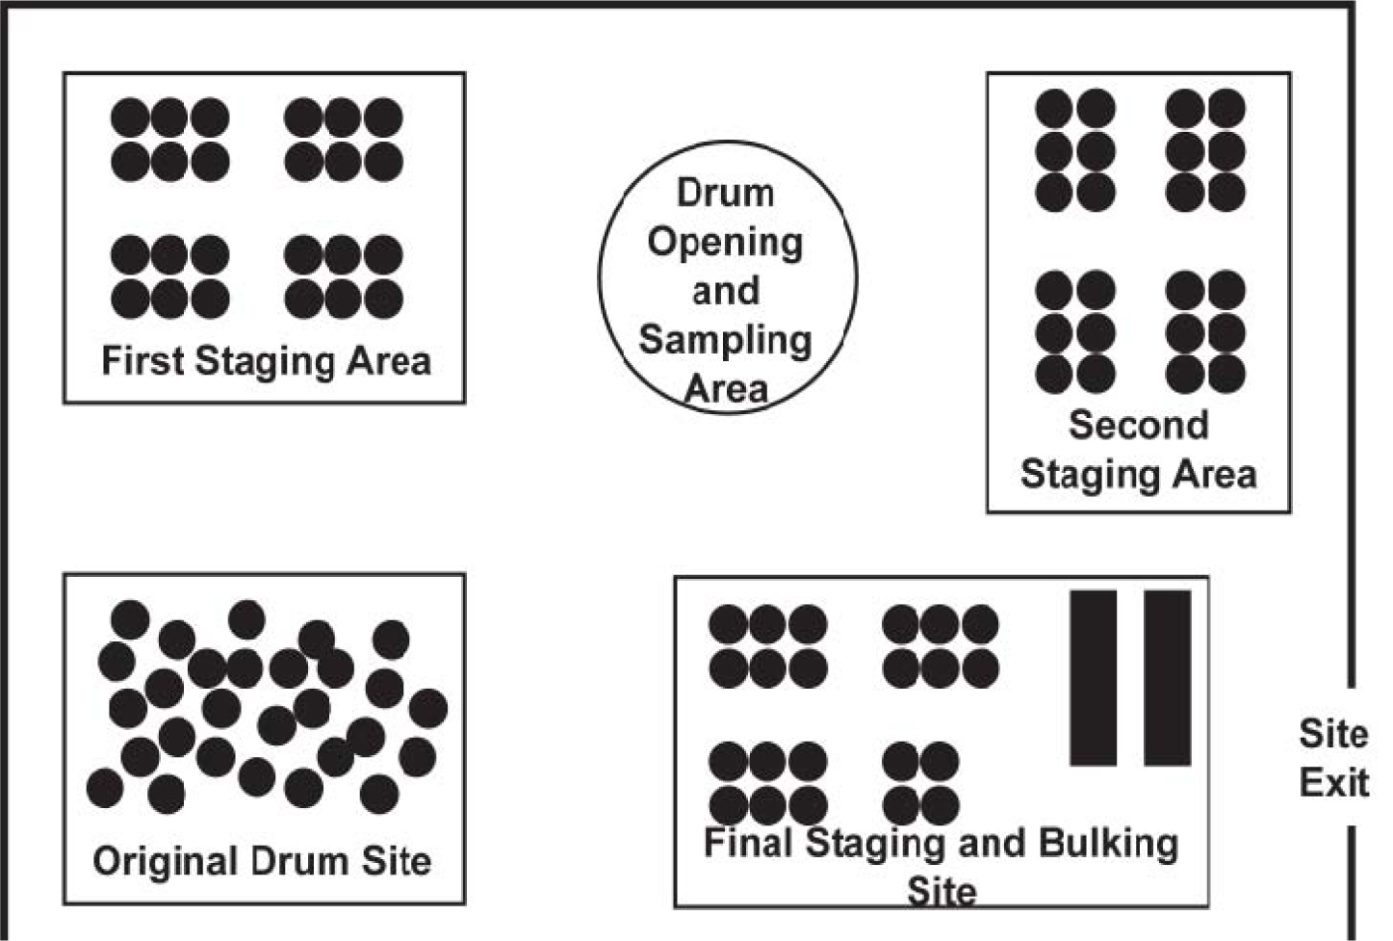 First Staging Area
Drum
Opening
and
Sampling
Area
Second
Staging Area
Original Drum Site
Final Staging and Bulking
Site
Site
Exit